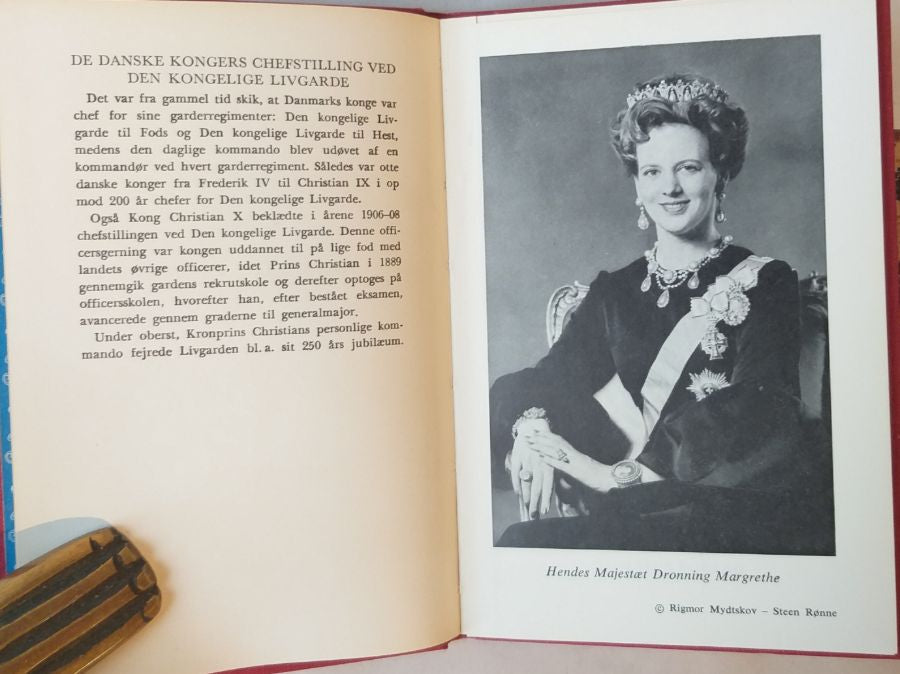 DE DANSKE KONGERS CHEFSTILLING VED
DEN KONGELIGE LIVGARDE
Det var fra gammel tid skik, at Danmarks konge var
chef for sine garderregimenter: Den kongelige Liv-
garde til Fods og Den kongelige Livgarde til Hest,
medens den daglige kommando blev udøvet af en
kommandør ved hvert garderregiment. Således var otte
danske konger fra Frederik IV til Christian IX i op
mod 200 år chefer for Den kongelige Livgarde.
Også Kong Christian X beklædte i årene 1906–08
chefstillingen ved Den kongelige Livgarde. Denne offi-
cersgerning var kongen uddannet til på lige fod med
landets øvrige officerer, idet Prins Christian i 1889
gennemgik gardens rekrutskole og derefter optoges på
officersskolen, hvorefter han, efter bestået eksamen,
avancerede gennem graderne til generalmajor.
Under oberst, Kronprins Christians personlige kom-
mando fejrede Livgarden bl. a. sit 250 års jubilæum.
Hendes Majestæt Dronning Margrethe
© Rigmor Mydtskov – Steen Rønne